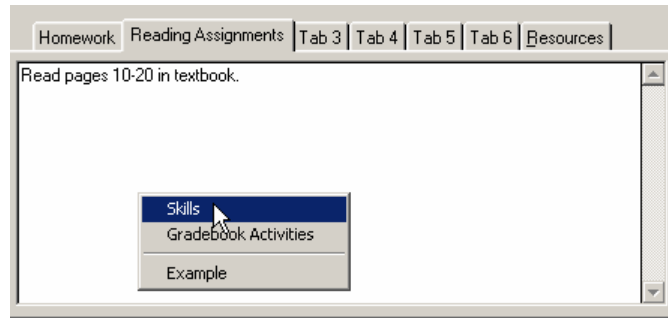 Homework Reading Assignments Tab 3 Tab 4 Tab 5 Tab 6 Resources
Read pages 10-20 in textbook.
Skills
Gradebook Activities
Example